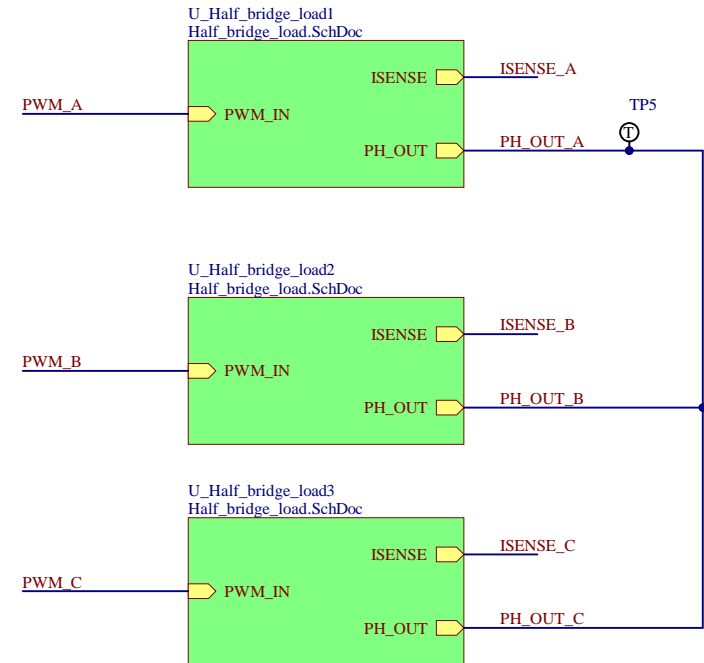 U_Half_bridge_load1
Half_bridge_load.SchDoc
ISENSE
ISENSE_A
PWM_A
PWM_IN
TP5
T
PH_OUT
PH_OUT_A
U_Half_bridge_load2
Half_bridge_load.SchDoc
ISENSE
ISENSE_B
PWM_B
PWM_IN
PH_OUT
PH_OUT_B
U_Half_bridge_load3
Half_bridge_load.SchDoc
ISENSE
ISENSE_C
PWM_C
PWM_IN
PH_OUT
PH_OUT_C